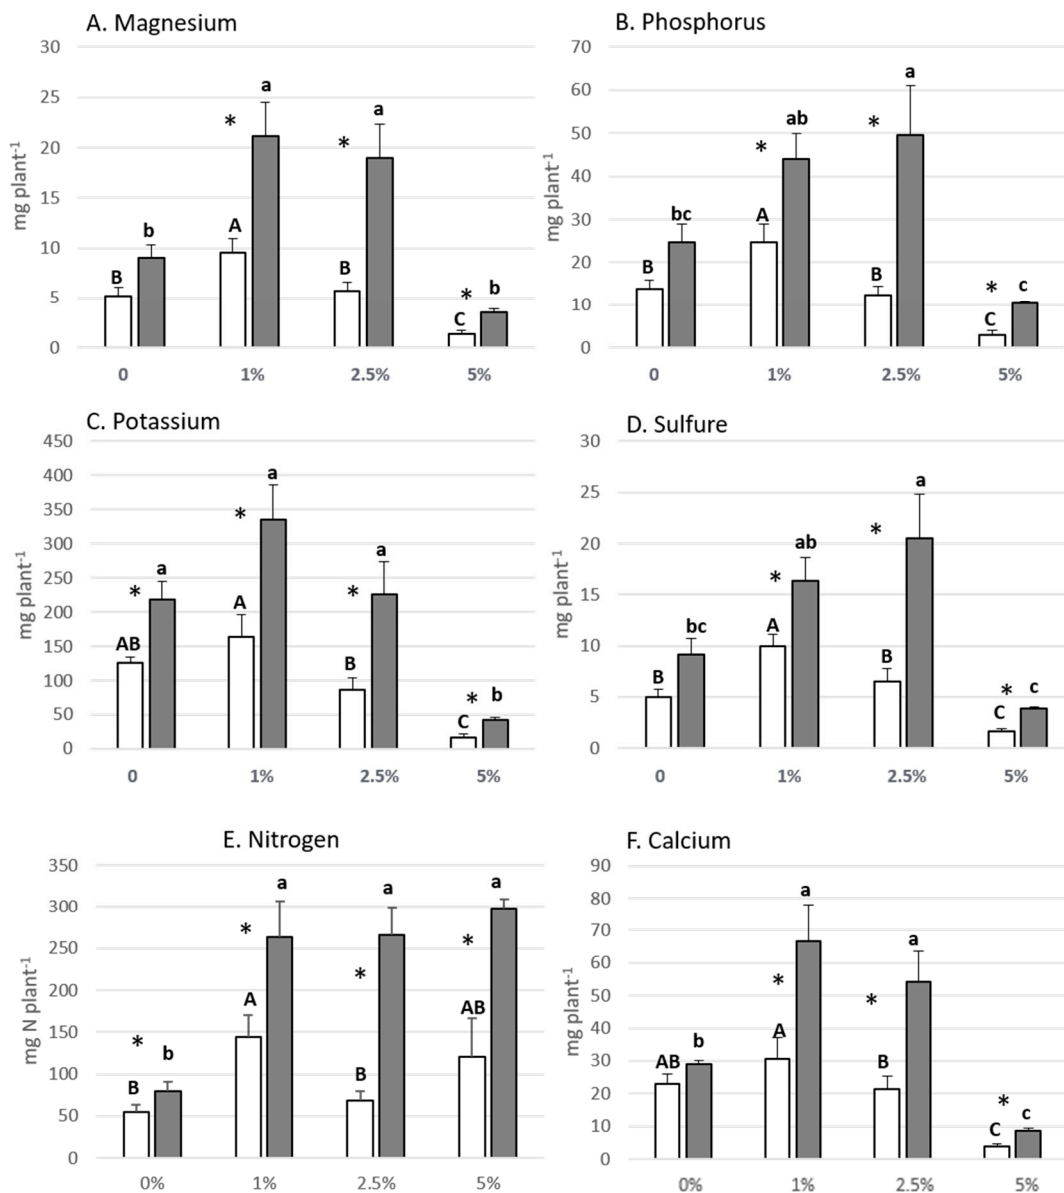 A. Magnesium
30
25
20
15
10
5
0
mg plant-1
B
b
*
A
a
*
B
a
*
C
b
0 1% 2.5% 5%
B. Phosphorus
70
60
50
40
30
20
10
0
mg plant-1
B
bc
*
A
ab
*
B
a
*
C
c
0 1% 2.5% 5%
C. Potassium
450
400
350
300
250
200
150
100
50
0
mg plant-1
*
AB
a
*
A
a
*
B
a
*
C
b
0 1% 2.5% 5%
D. Sulfure
30
25
20
15
10
5
0
mg plant-1
B
bc
*
A
ab
*
B
a
*
C
c
0 1% 2.5% 5%
E. Nitrogen
350
300
250
200
150
100
50
0
mg N plant-1
*
B
b
*
A
a
*
B
a
*
AB
a
0% 1% 2.5% 5%
F. Calcium
90
80
70
60
50
40
30
20
10
0
mg plant-1
AB
b
*
A
a
*
B
a
*
C
c
0% 1% 2.5% 5%